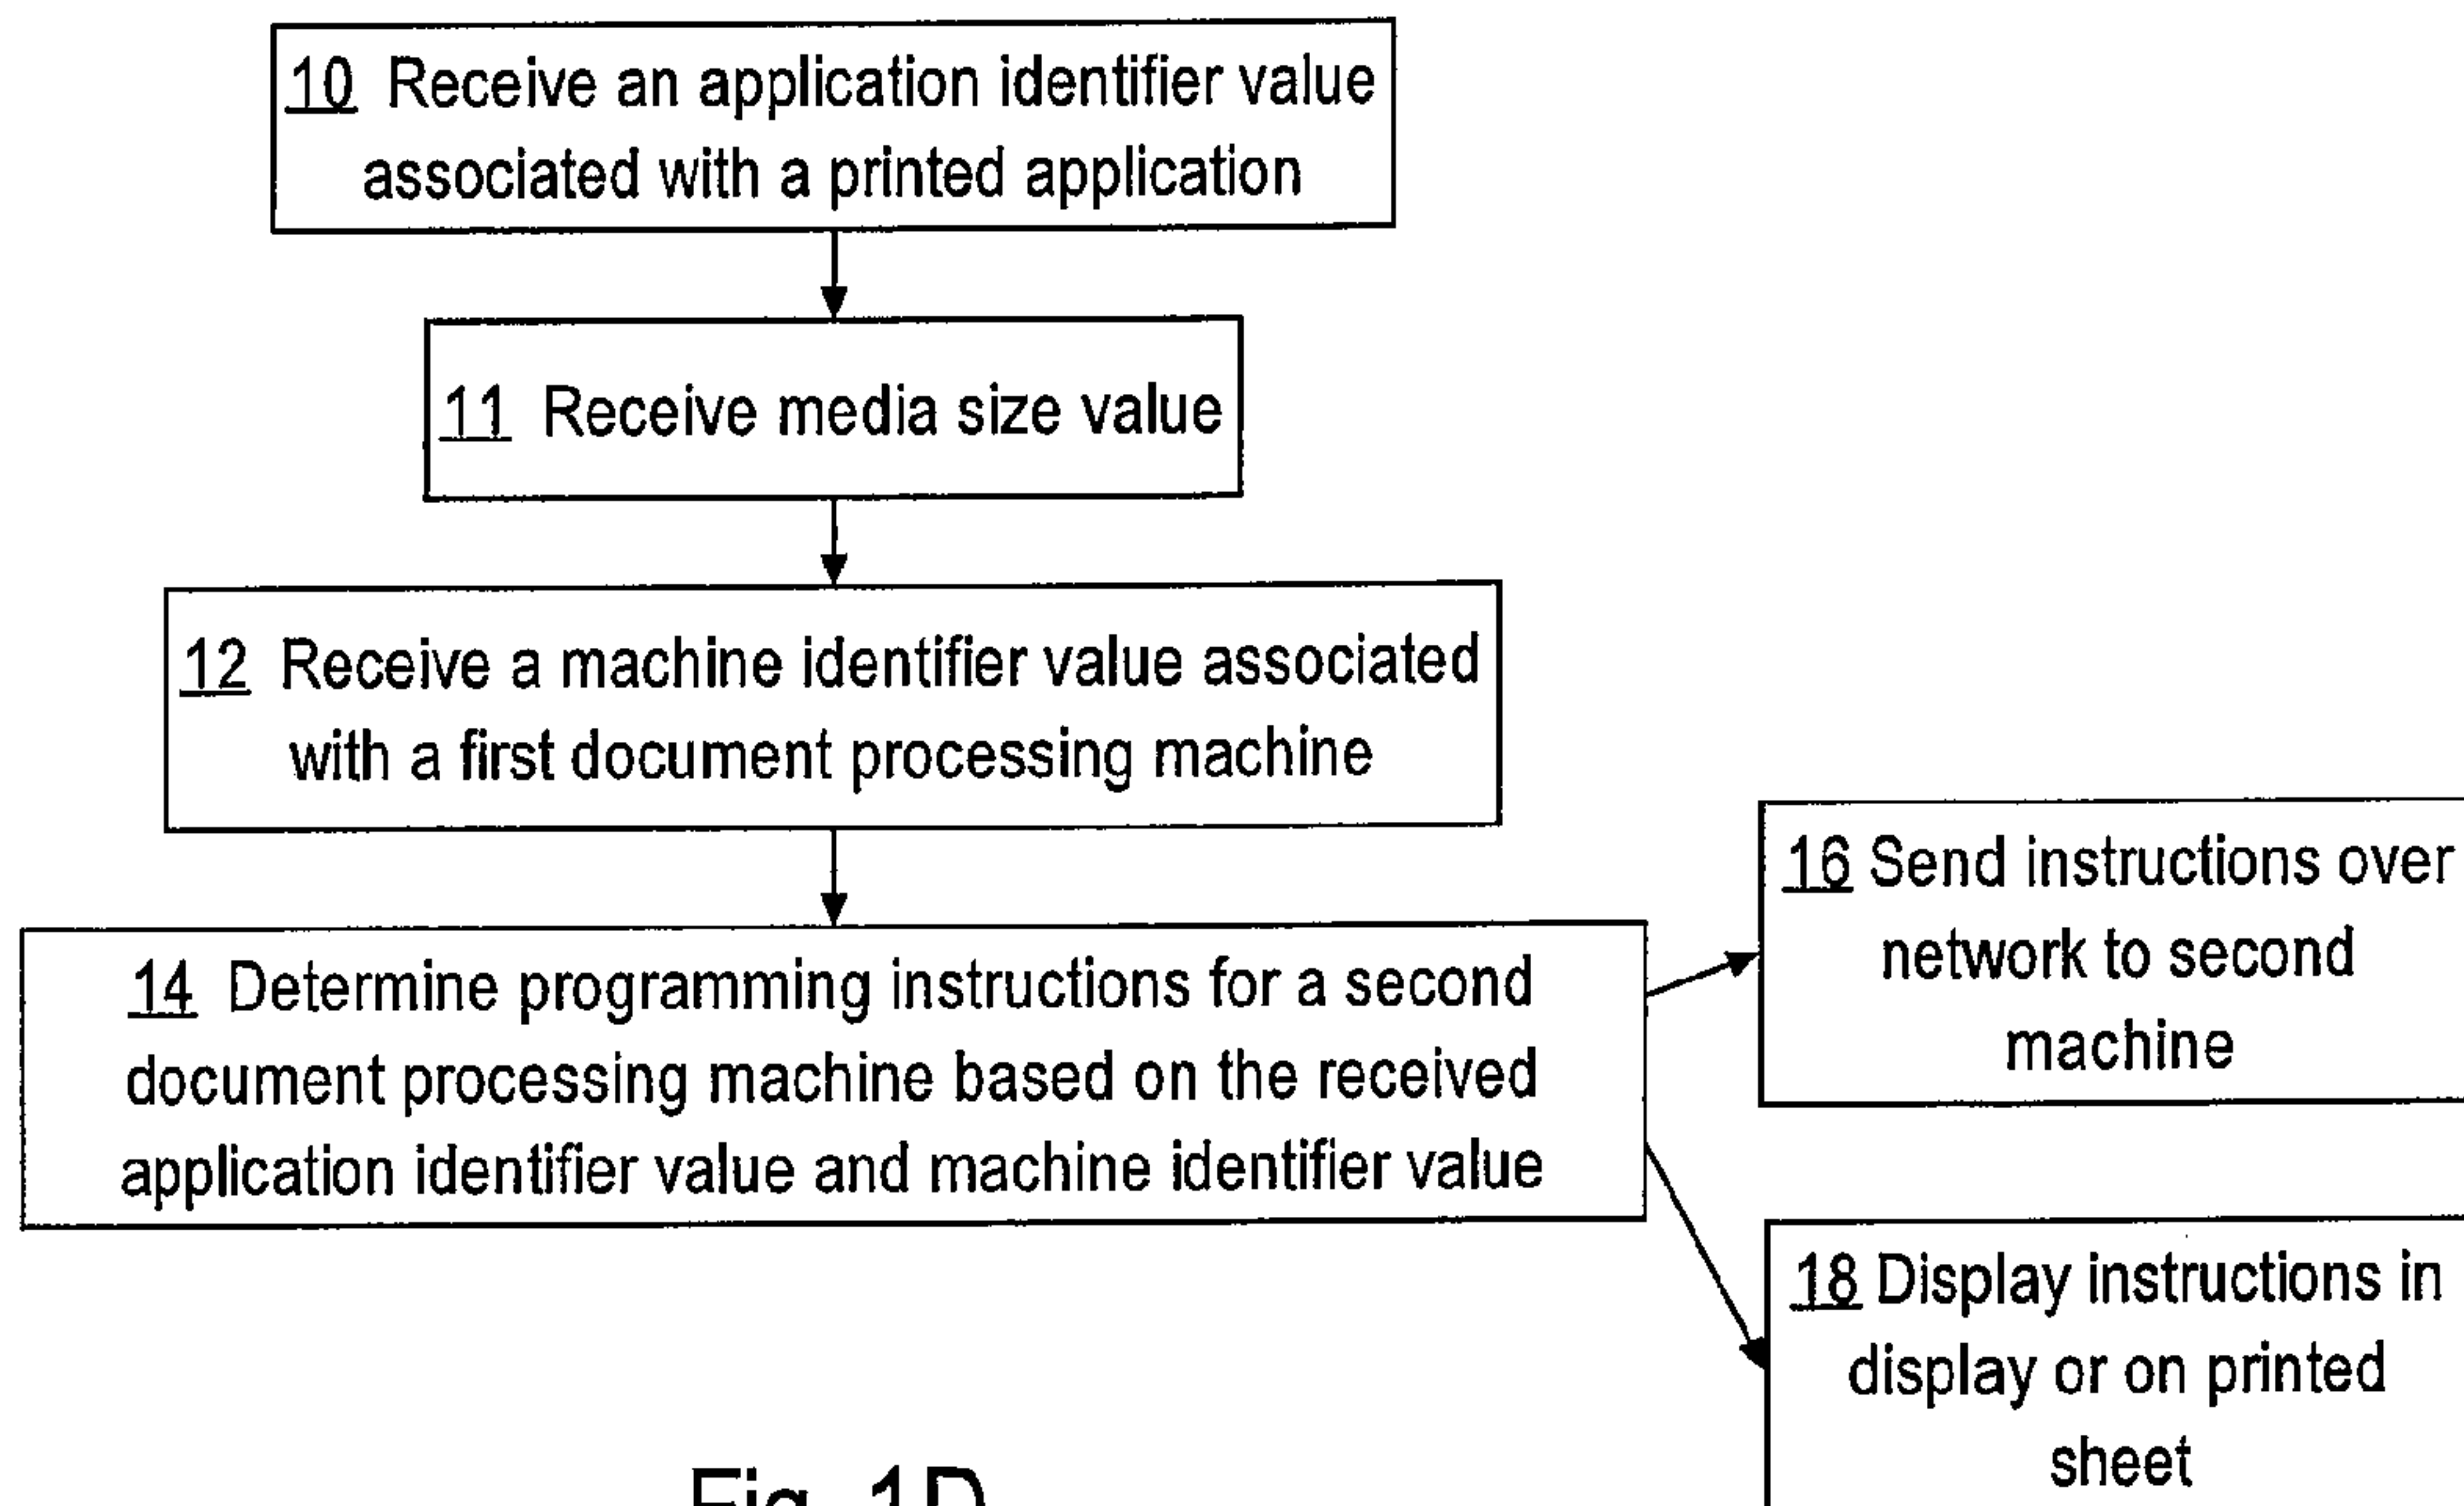 10 Receive an application identifier value
associated with a printed application
11 Receive media size value
12 Receive a machine identifier value associated
with a first document processing machine
14 Determine programming instructions for a second
document processing machine based on the received
application identifier value and machine identifier value
16 Send instructions over
network to second
machine
18 Display instructions in
display or on printed
sheet
Fig. 1D